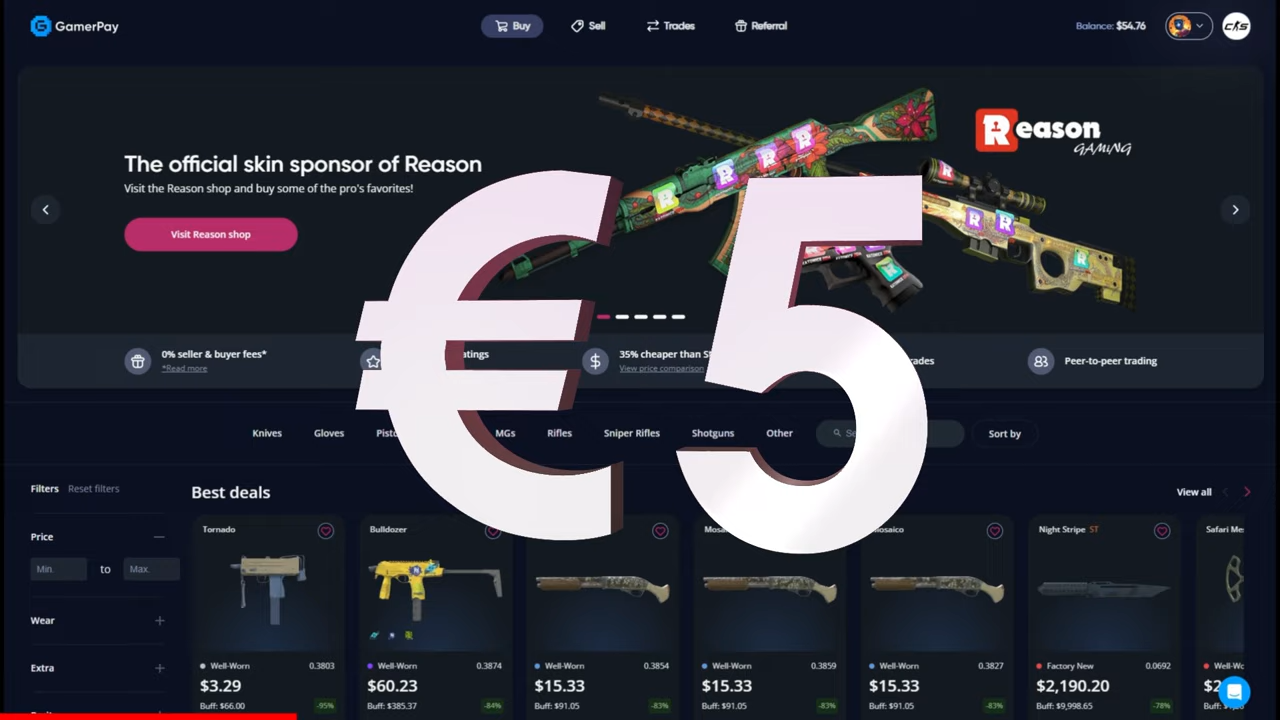 GamerPay
Buy
Sell
Trades
Referral
Balance: $54.76
The official skin sponsor of Reason
Visit the Reason shop and buy some of the pro's favorites!
Visit Reason shop
Reason
GAMING
€5
0% seller & buyer fees*
*Read more
35% cheaper than
View price comparison
Peer-to-peer trading
Knives
Gloves
Rifles
Sniper Rifles
Shotguns
Other
Sort by
Filters
Reset filters
Best deals
View all
Price
Min.
to
Max.
Wear
Extra
Tornado
Bulldozer
Night Stripe ST
Well-Worn 0.3803
$3.29
Buff: $66.00 -95%
Well-Worn 0.3874
$60.23
Buff: $385.37 -84%
Well-Worn 0.3854
$15.33
Buff: $91.05 -83%
Well-Worn 0.3859
$15.33
Buff: $91.05 -83%
Well-Worn 0.3827
$15.33
Buff: $91.05 -83%
Factory New 0.0692
$2,190.20
Buff: $9,998.65 -78%